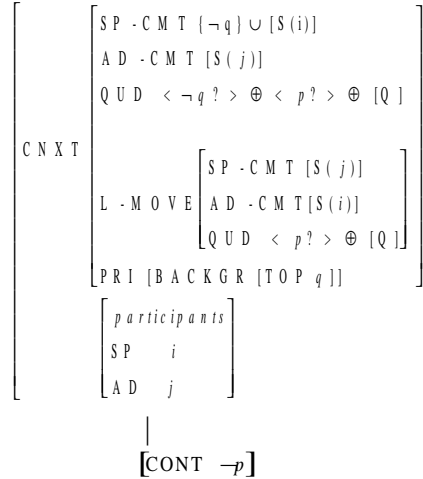 SP-CMT {¬q} ∪ [S(i)]
AD-CMT [S(j)]
QUD <¬q?> ⊕ <p?> ⊕ [Q]
CNXT
SP-CMT [S(j)]
L-MOVE AD-CMT[S(i)]
QUD <p?> ⊕ [Q]
PRI [BACKGR [TOP q]]
participants
SP i
AD j
[CONT ¬p]